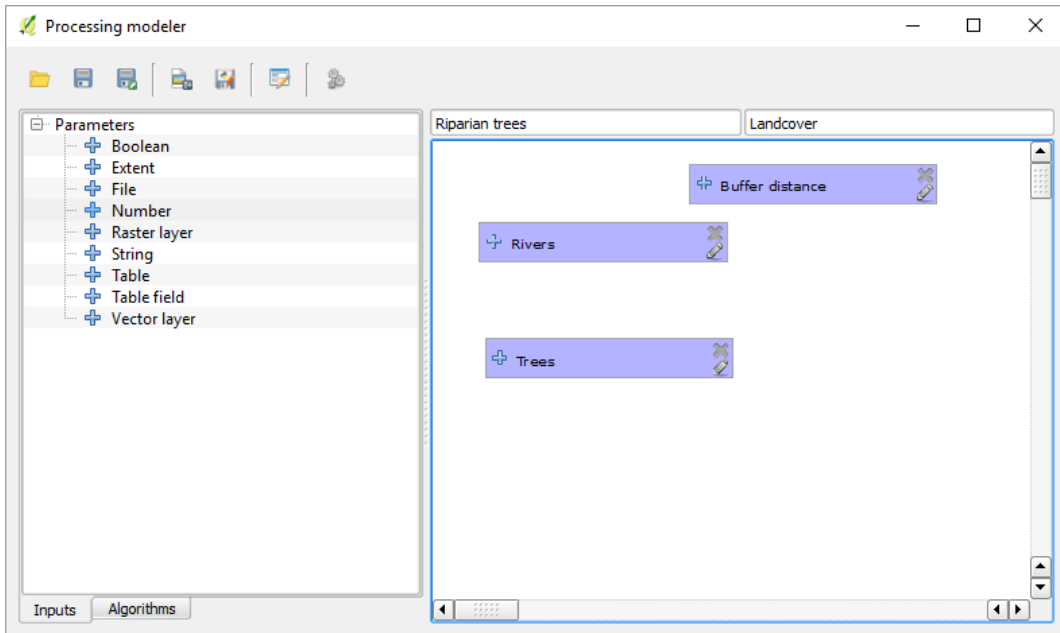 Processing modeler
Parameters
Boolean
Extent
File
Number
Raster layer
String
Table
Table field
Vector layer
Inputs
Algorithms
Riparian trees
Landcover
Buffer distance
Rivers
Trees